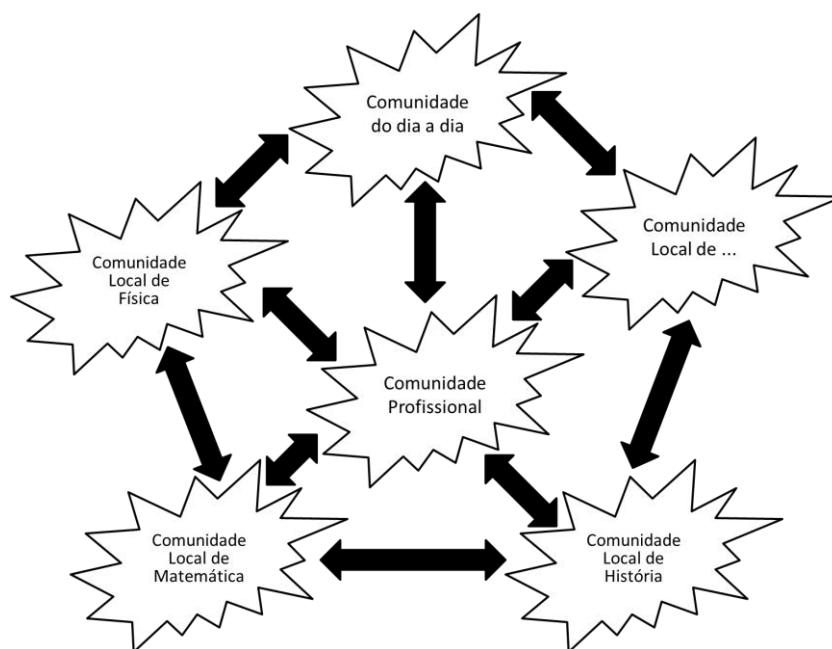 Comunidade
do dia a dia
Comunidade
Local de ...
Comunidade
Local de
Física
Comunidade
Profissional
Comunidade
Local de
Matemática
Comunidade
Local de
História